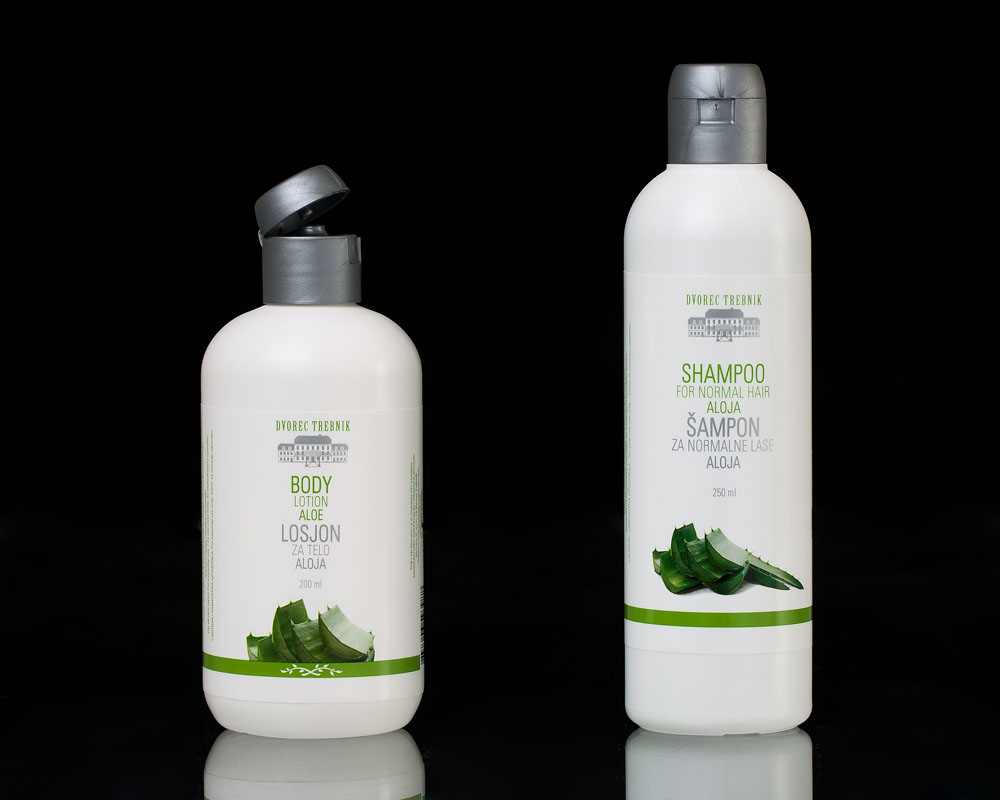 DVOREC TREBNIK
BODY
LOTION
ALOE
LOSJON
ZA TELO
ALOJA
200 ml
DVOREC TREBNIK
SHAMPOO
FOR NORMAL HAIR
ALOJA
ŠAMPON
ZA NORMALNE LASE
ALOJA
250 ml